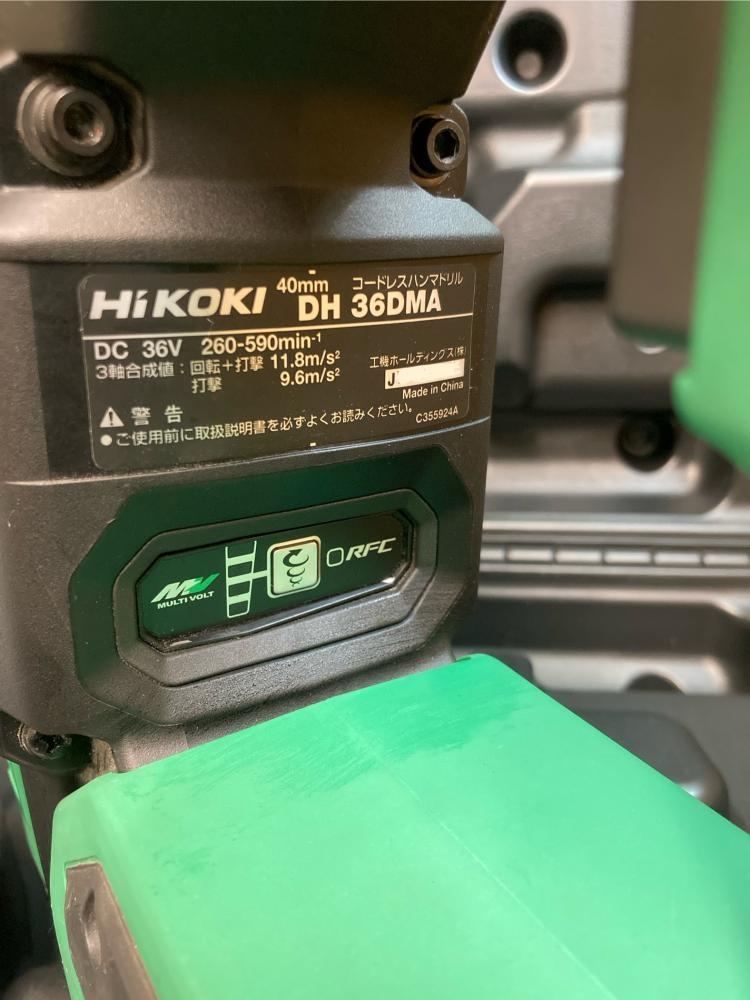 HiKOKI 40mm コードレスハンマドリル
DH 36DMA
DC 36V 260-590min-1
3軸合成値：回転＋打撃 11.8m/s2
打撃 9.6m/s2
工機ホールディングス(株)
J
Made in China
⚠ 警告
●ご使用前に取扱説明書を必ずよくお読みください。
C355924A
MV
MULTI VOLT
RFC